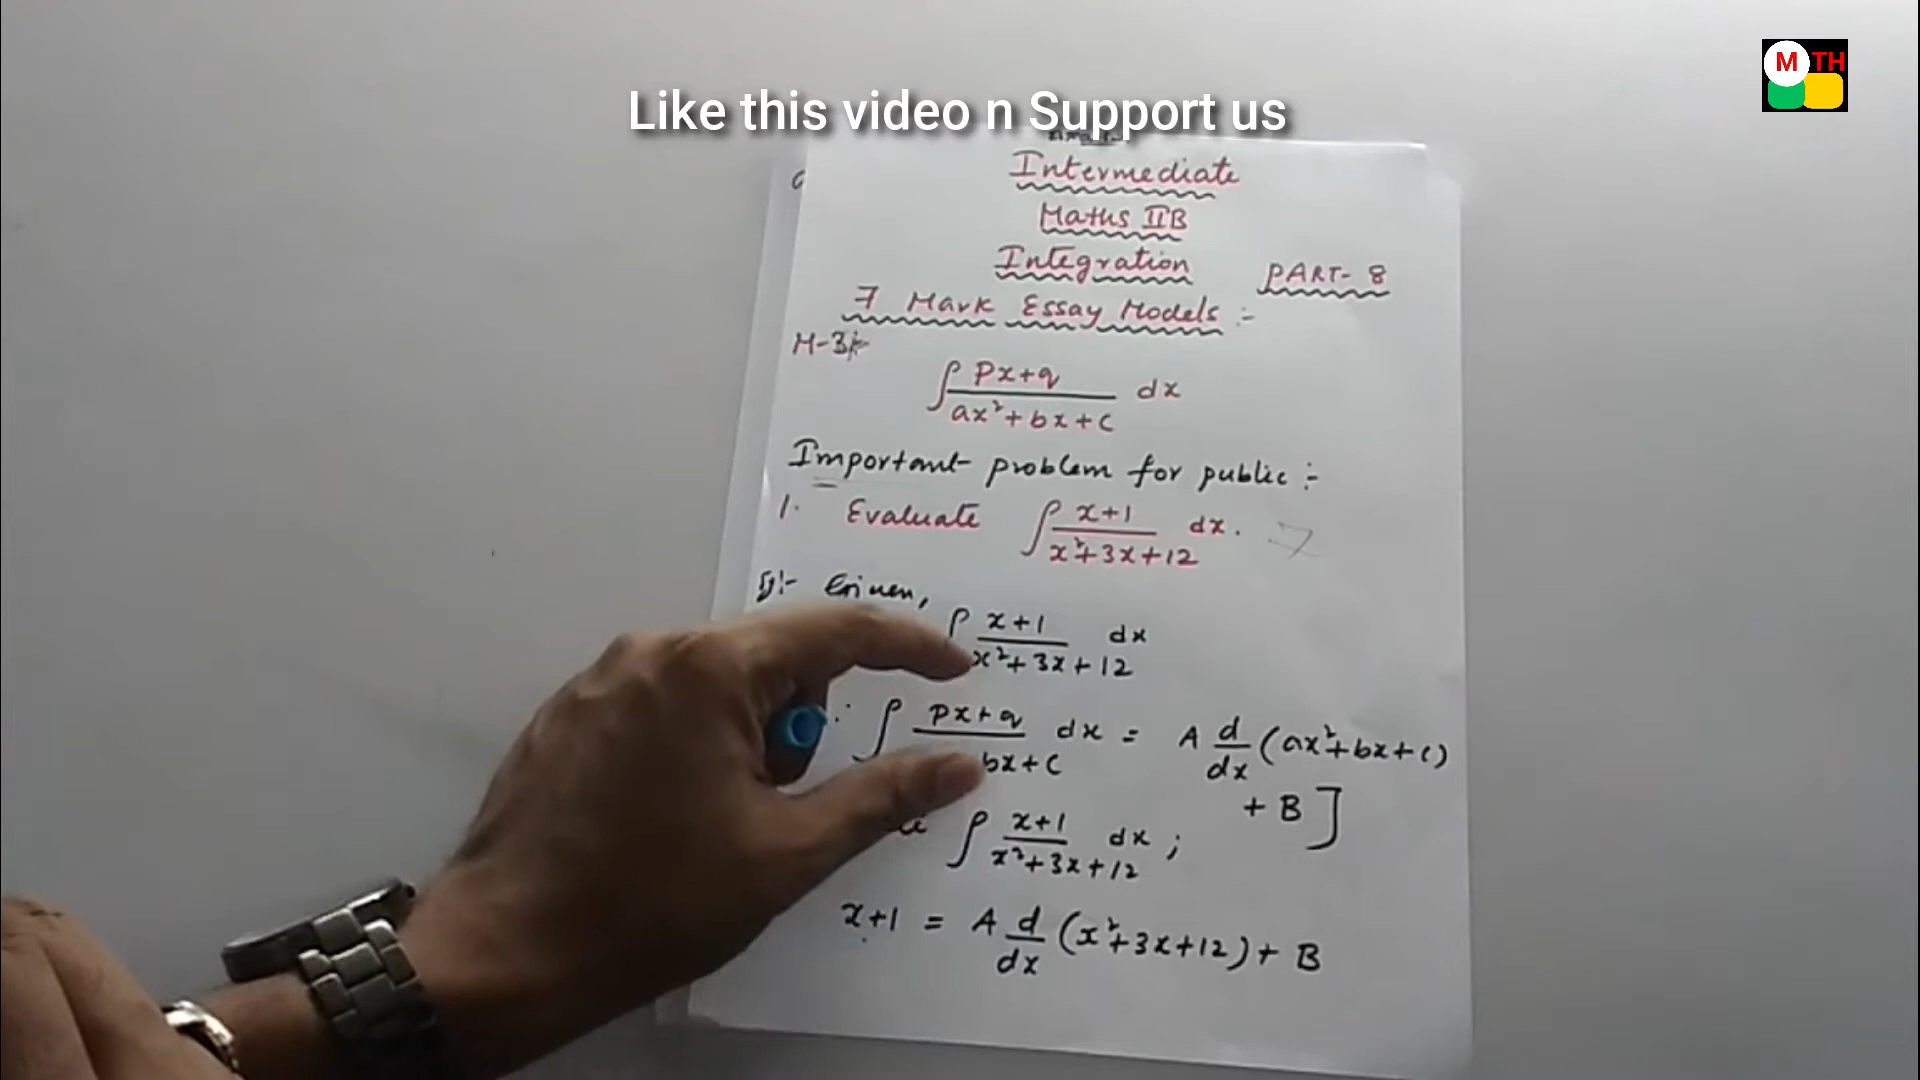 M TH
Like this video n Support us
Intermediate
Maths IIB
Integration PART- 8
7 Mark Essay Models :-
M-3:-
∫ px+q / ax²+bx+c dx
Important problem for public :-
1. Evaluate ∫ x+1 / x²+3x+12 dx.
Given,
∫ x+1 / x²+3x+12 dx
∴ ∫ px+q / bx+c dx = A d/dx (ax²+bx+c)
+ B ]
∫ x+1 / x²+3x+12 dx ;
x+1 = A d/dx (x²+3x+12) + B